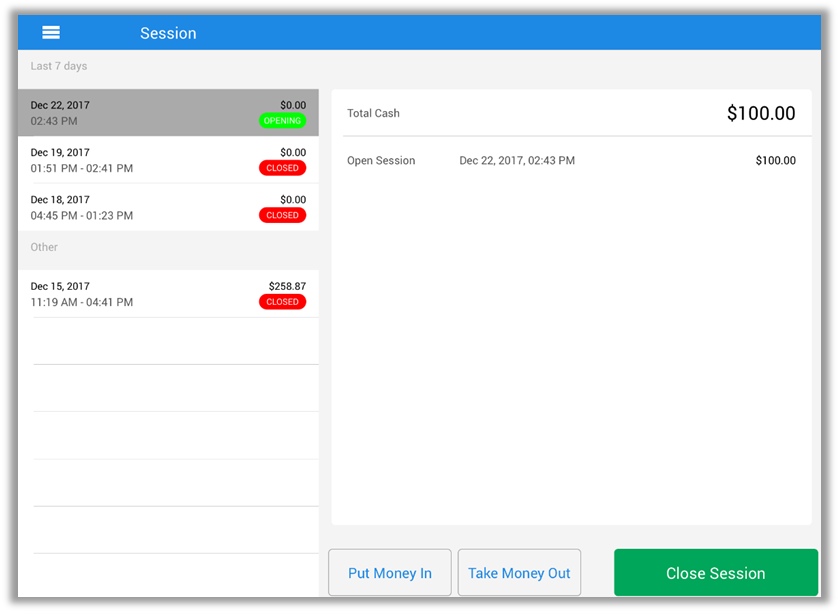 Session
Last 7 days
Dec 22, 2017 $0.00
02:43 PM OPENING
Dec 19, 2017 $0.00
01:51 PM - 02:41 PM CLOSED
Dec 18, 2017 $0.00
04:45 PM - 01:23 PM CLOSED
Other
Dec 15, 2017 $258.87
11:19 AM - 04:41 PM CLOSED
Total Cash $100.00
Open Session Dec 22, 2017, 02:43 PM $100.00
Put Money In Take Money Out Close Session